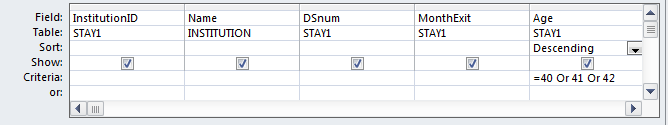 Field: InstitutionID Name DSnum MonthExit Age
Table: STAY1 INSTITUTION STAY1 STAY1 STAY1
Sort: Descending
Show:
Criteria: =40 Or 41 Or 42
or: